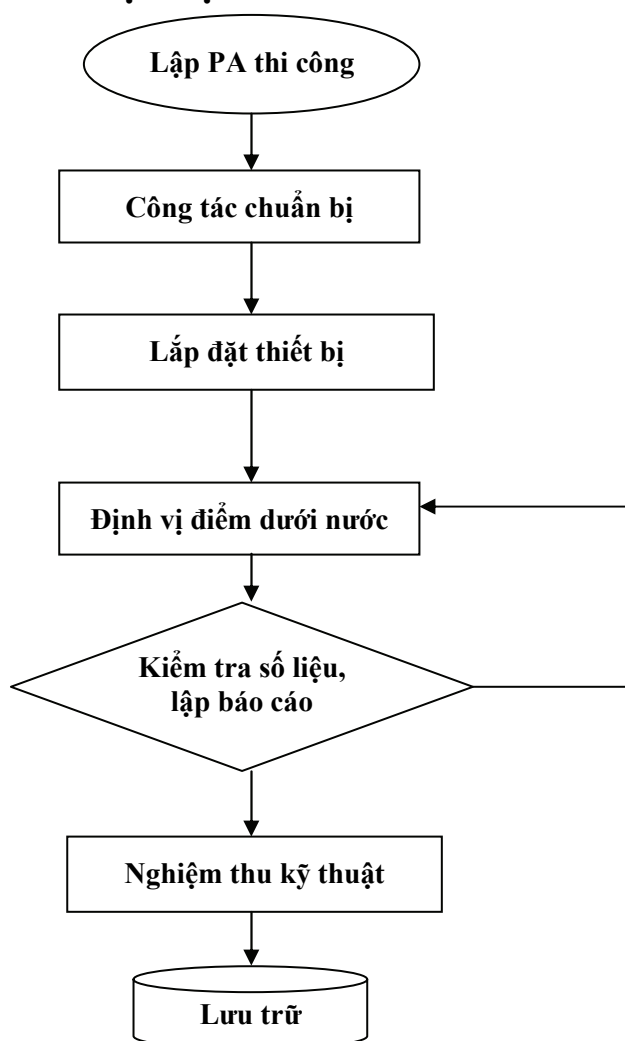 Lập PA thi công
Công tác chuẩn bị
Lắp đặt thiết bị
Định vị điểm dưới nước
Kiểm tra số liệu,
lập báo cáo
Nghiệm thu kỹ thuật
Lưu trữ